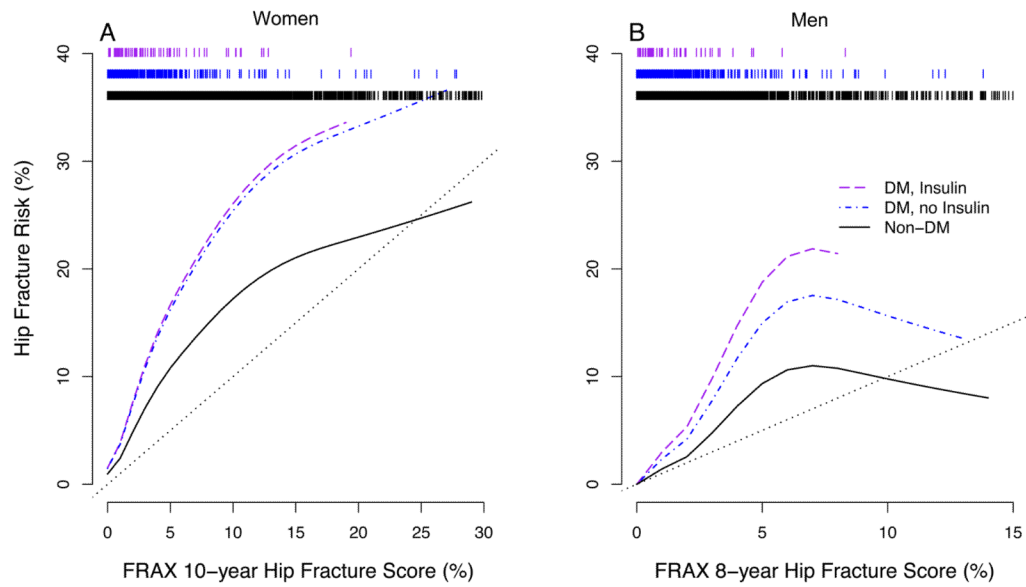 Women
Men
A
B
40
30
20
10
0
Hip Fracture Risk (%)
0 5 10 15 20 25 30
FRAX 10−year Hip Fracture Score (%)
40
30
20
10
0
DM, Insulin
DM, no Insulin
Non−DM
0 5 10 15
FRAX 8−year Hip Fracture Score (%)